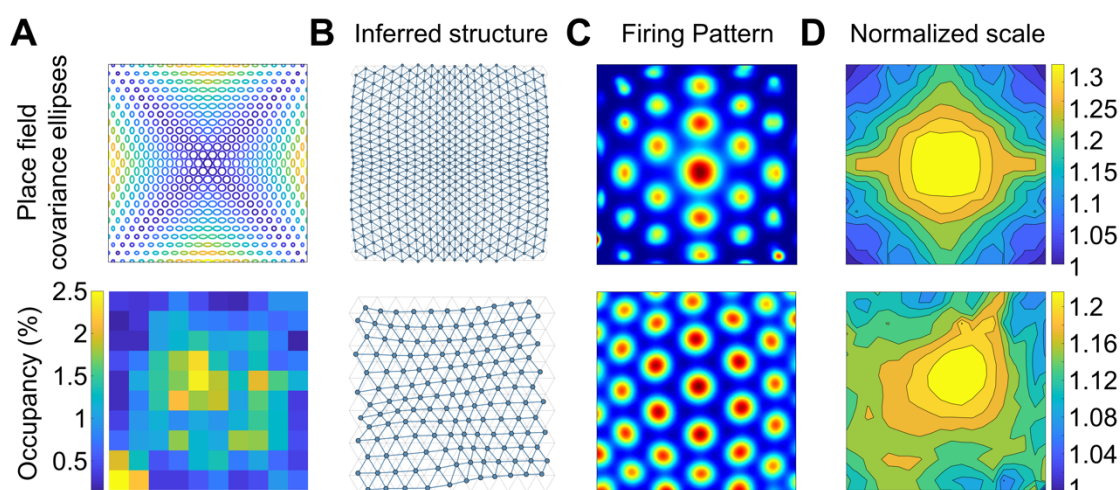 A
B Inferred structure
C Firing Pattern
D Normalized scale
Place field
covariance ellipses
1.3
1.25
1.2
1.15
1.1
1.05
1
Occupancy (%)
2.5
2
1.5
1
0.5
1.2
1.16
1.12
1.08
1.04
1